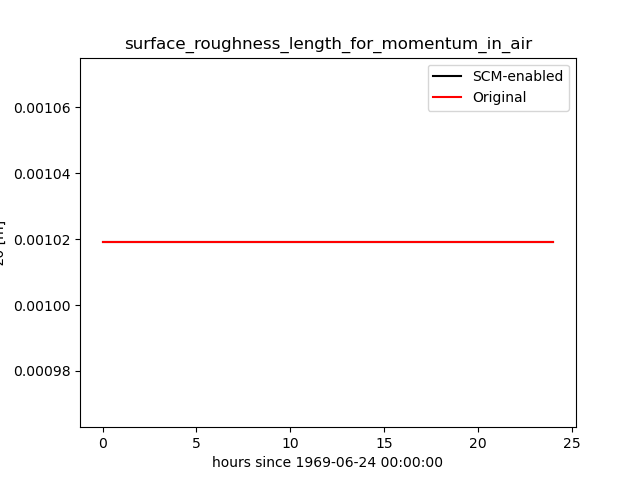 surface_roughness_length_for_momentum_in_air
SCM-enabled
Original
0.00106
0.00104
0.00102
0.00100
0.00098
0 5 10 15 20 25
hours since 1969-06-24 00:00:00